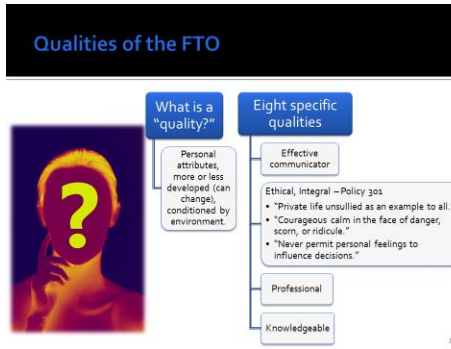 Qualities of the FTO
?
What is a
"quality?"
Personal
attributes,
more or less
developed (can
change),
conditioned by
environment.
Eight specific
qualities
Effective
communicator
Ethical, Integral – Policy 301
• "Private life unsullied as an example to all."
• "Courageous calm in the face of danger,
scorn, or ridicule."
• "Never permit personal feelings to
influence decisions."
Professional
Knowledgeable